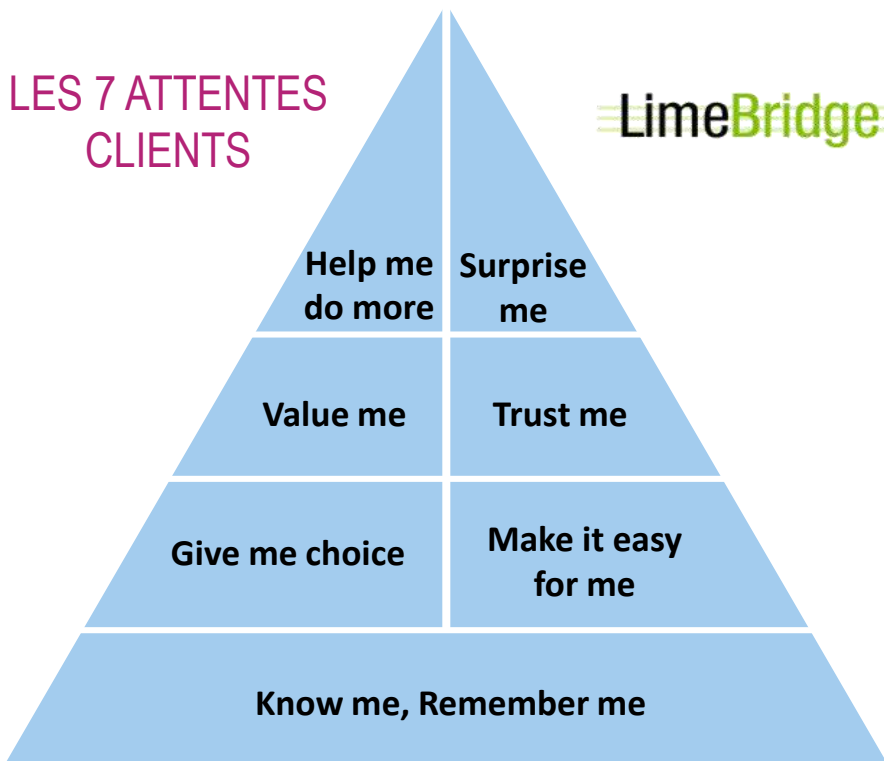 LES 7 ATTENTES
CLIENTS
LimeBridge
Help me
do more
Surprise
me
Value me
Trust me
Give me choice
Make it easy
for me
Know me, Remember me